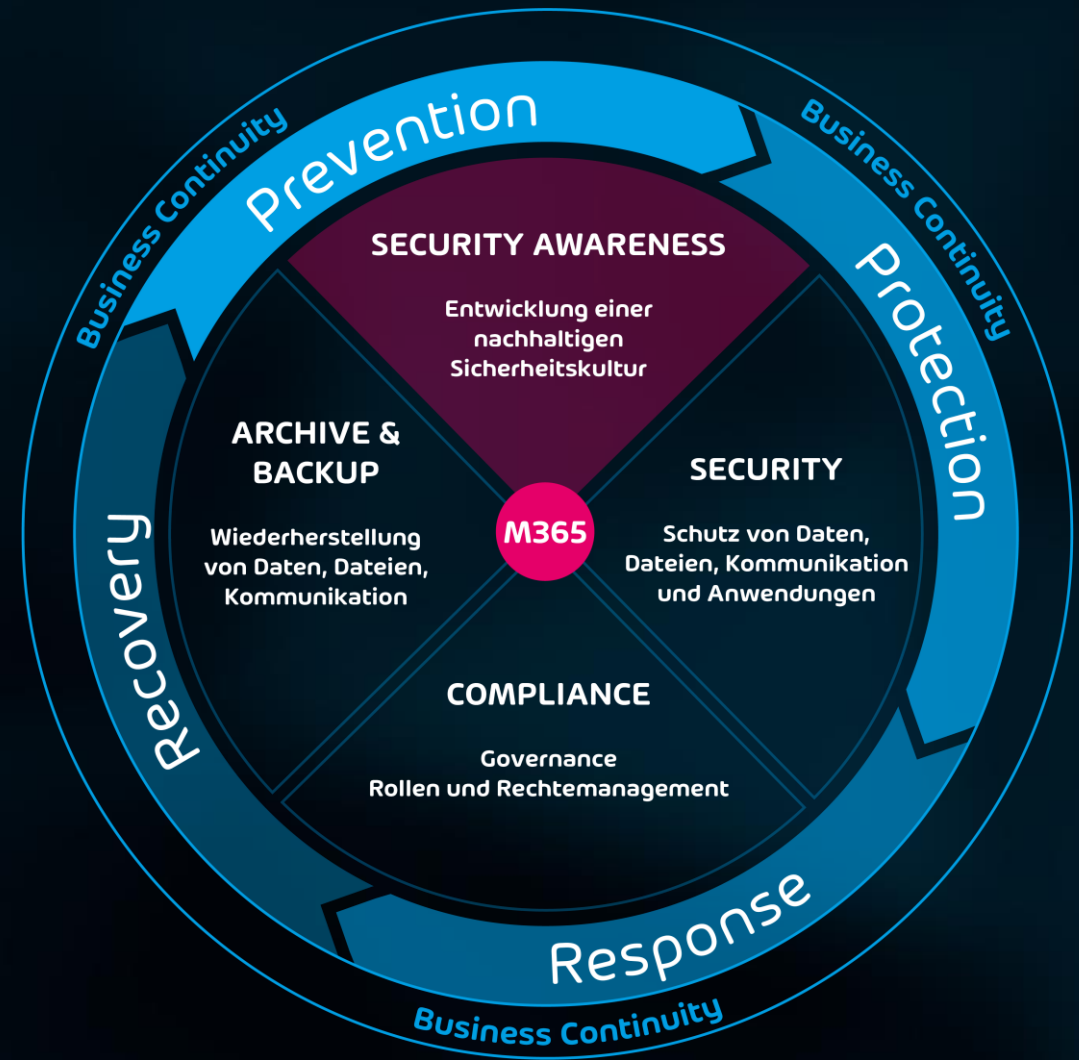 Business Continuity
Business Continuity
Prevention
Protection
SECURITY AWARENESS
Entwicklung einer
nachhaltigen
Sicherheitskultur
ARCHIVE &
BACKUP
Wiederherstellung
von Daten, Dateien,
Kommunikation
M365
SECURITY
Schutz von Daten,
Dateien, Kommunikation
und Anwendungen
COMPLIANCE
Governance
Rollen und Rechtemanagement
Recovery
Response
Business Continuity